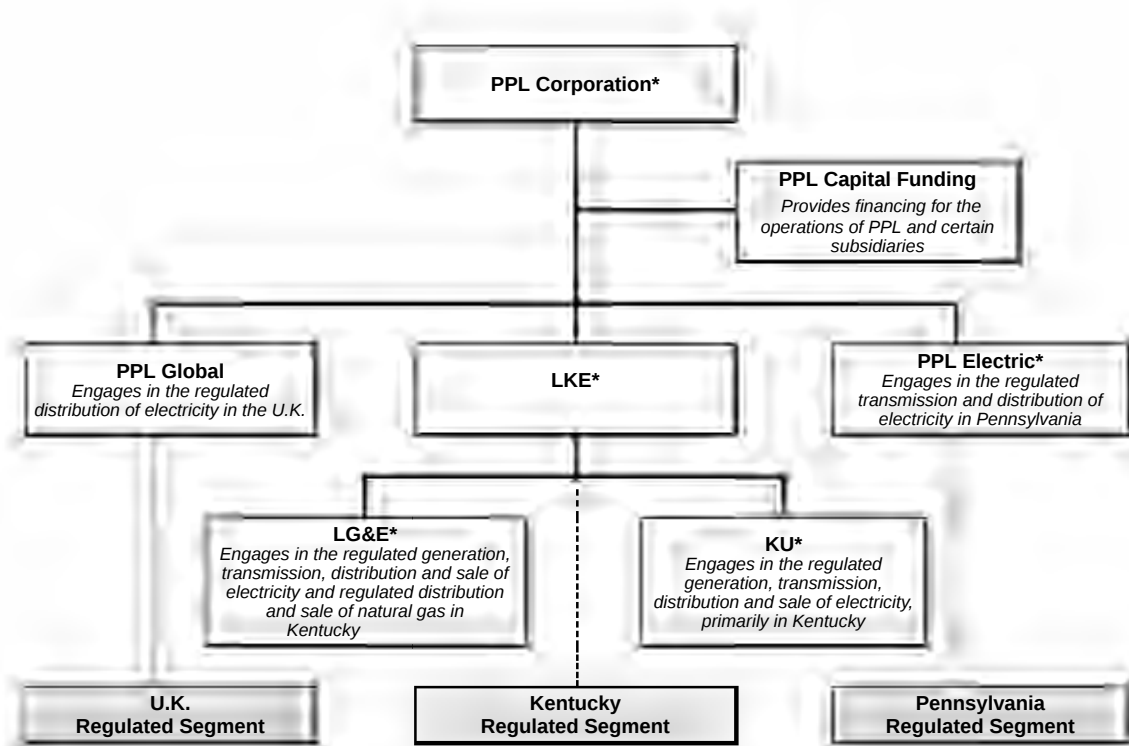 PPL Corporation*
PPL Capital Funding
Provides financing for the
operations of PPL and certain
subsidiaries
PPL Global
Engages in the regulated
distribution of electricity in the U.K.
LKE*
PPL Electric*
Engages in the regulated
transmission and distribution of
electricity in Pennsylvania
LG&E*
Engages in the regulated generation,
transmission, distribution and sale of
electricity and regulated distribution
and sale of natural gas in
Kentucky
KU*
Engages in the regulated
generation, transmission,
distribution and sale of electricity,
primarily in Kentucky
U.K.
Regulated Segment
Kentucky
Regulated Segment
Pennsylvania
Regulated Segment